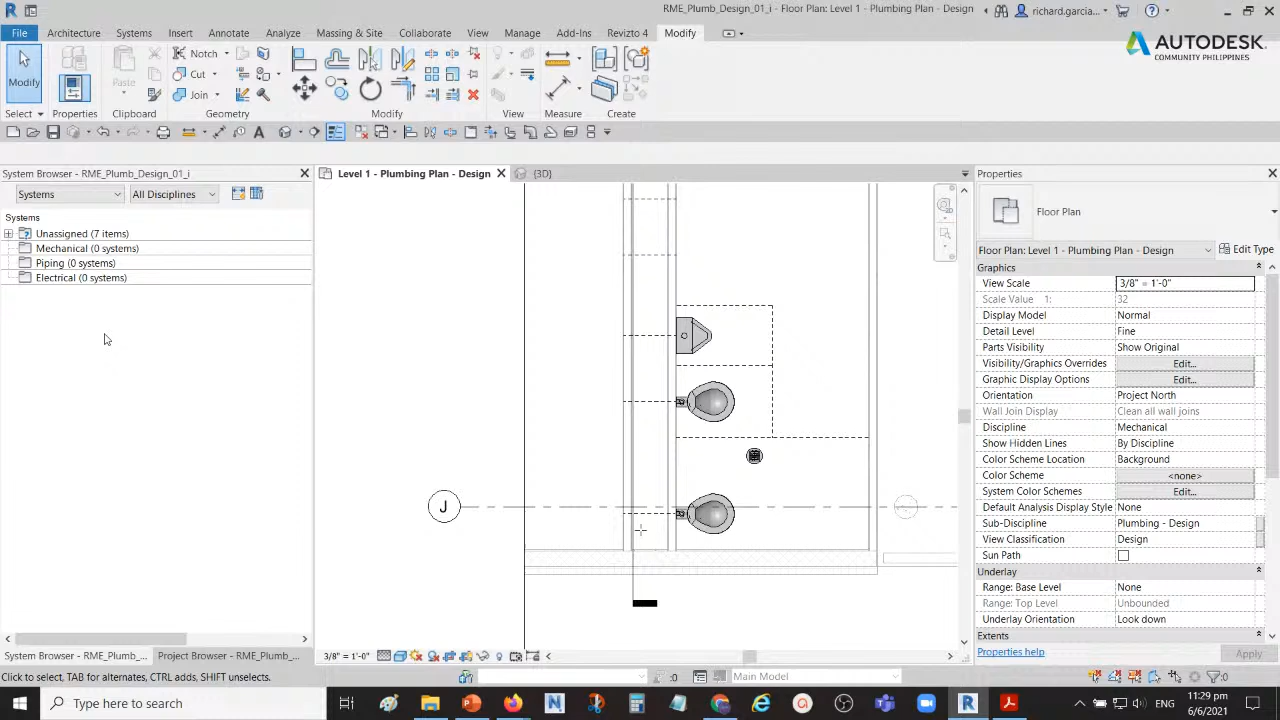 RME_Plumb_Design_01_i - Floor Plan: Level 1 - Plumbing Plan - Design
richard.garcia...
File
Architecture
Systems
Insert
Annotate
Analyze
Massing & Site
Collaborate
View
Manage
Add-Ins
Revizto 4
Modify
AUTODESK
COMMUNITY PHILIPPINES
Modify
Paste
Notch
Cut
Join
Select
Properties
Clipboard
Geometry
Modify
View
Measure
Create
System Browser - RME_Plumb_Design_01_i
Systems
All Disciplines
Systems
Unassigned (7 items)
Mechanical (0 systems)
Piping (0 systems)
Electrical (0 systems)
Level 1 - Plumbing Plan - Design
{3D}
J
Properties
Floor Plan
Floor Plan: Level 1 - Plumbing Plan - Design
Edit Type
Graphics
View Scale 3/8" = 1'-0"
Scale Value 1: 32
Display Model Normal
Detail Level Fine
Parts Visibility Show Original
Visibility/Graphics Overrides Edit...
Graphic Display Options Edit...
Orientation Project North
Wall Join Display Clean all wall joins
Discipline Mechanical
Show Hidden Lines By Discipline
Color Scheme Location Background
Color Scheme <none>
System Color Schemes Edit...
Default Analysis Display Style None
Sub-Discipline Plumbing - Design
View Classification Design
Sun Path
Underlay
Range: Base Level None
Range: Top Level Unbounded
Underlay Orientation Look down
Extents
Properties help
Apply
System Browser - RME_Plumb_...
Project Browser - RME_Plumb_...
3/8" = 1'-0"
Click to select, TAB for alternates, CTRL adds, SHIFT unselects.
:0
Main Model
:0
Type here to search
ENG
11:29 pm
6/6/2021